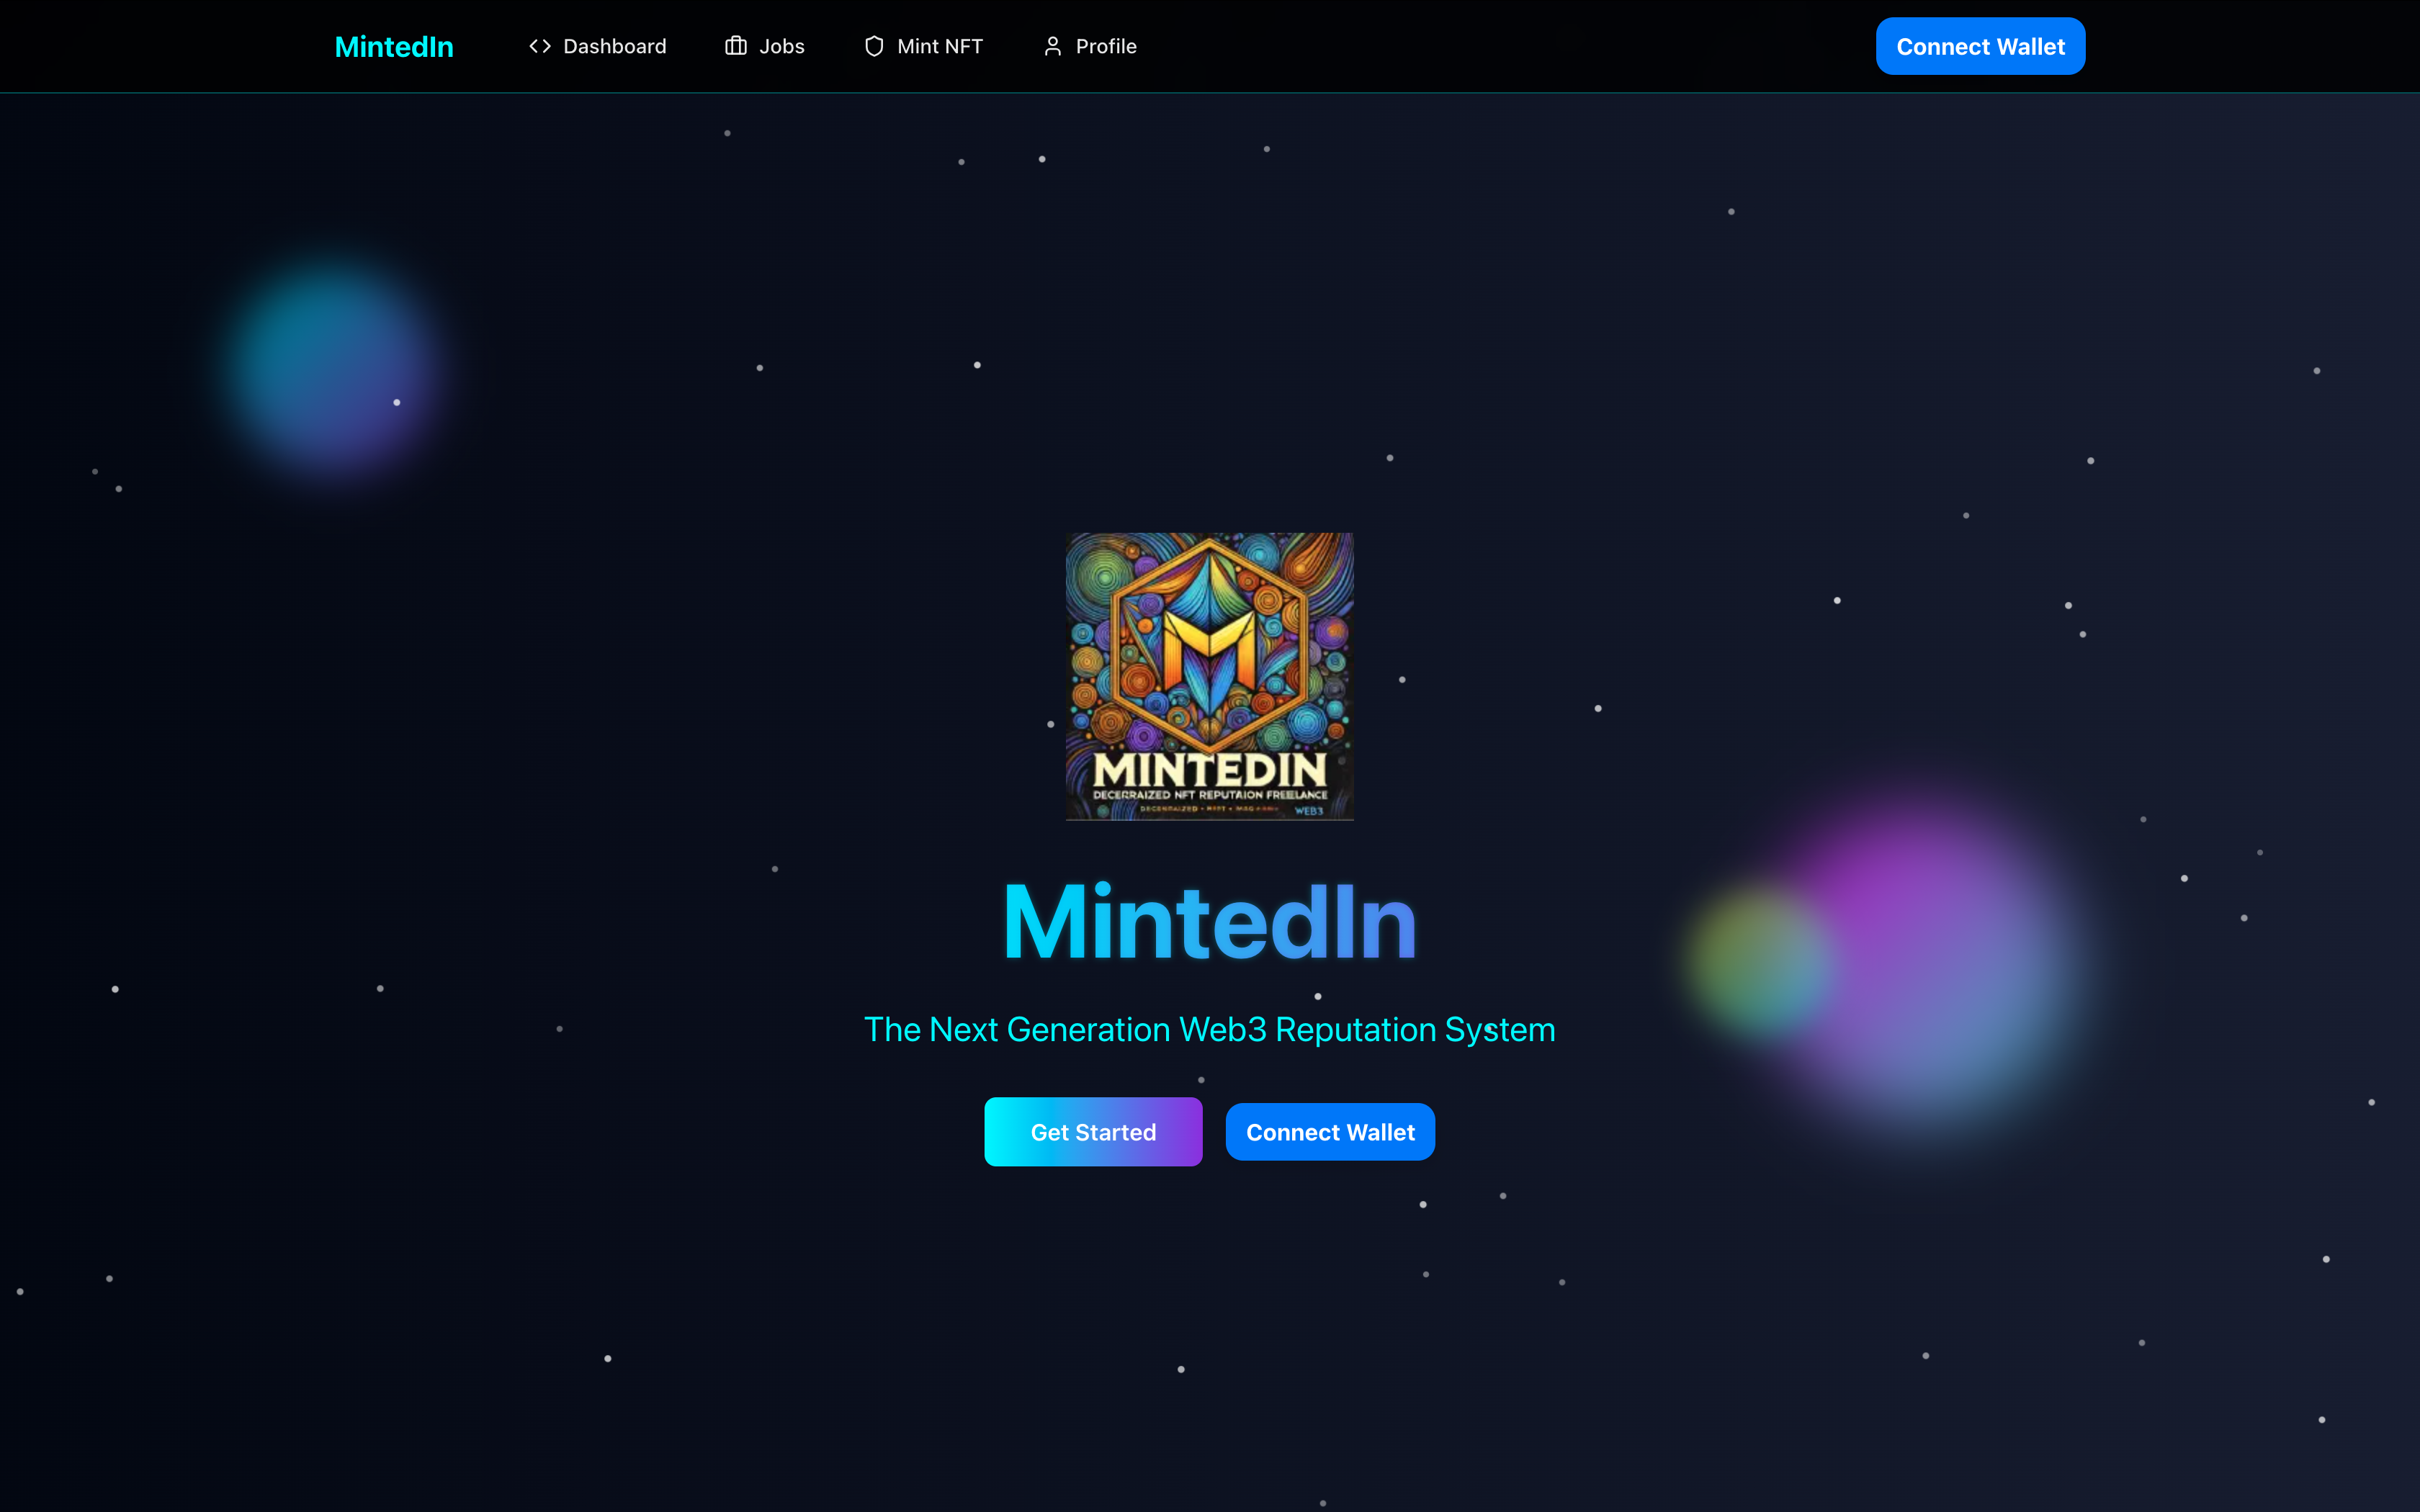 MintedIn
Dashboard
Jobs
Mint NFT
Profile
Connect Wallet
MINTEDIN
DECERRAIZED NFT REPUTAION FREELANCE
WEB3
MintedIn
The Next Generation Web3 Reputation System
Get Started
Connect Wallet